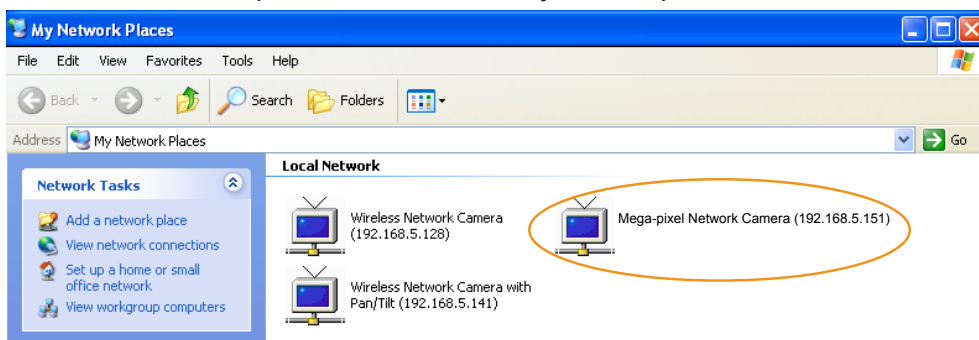 My Network Places
File Edit View Favorites Tools Help
Back Search Folders
Address My Network Places Go
Network Tasks
Add a network place
View network connections
Set up a home or small
office network
View workgroup computers
Local Network
Wireless Network Camera
(192.168.5.128)
Mega-pixel Network Camera (192.168.5.151)
Wireless Network Camera with
Pan/Tilt (192.168.5.141)